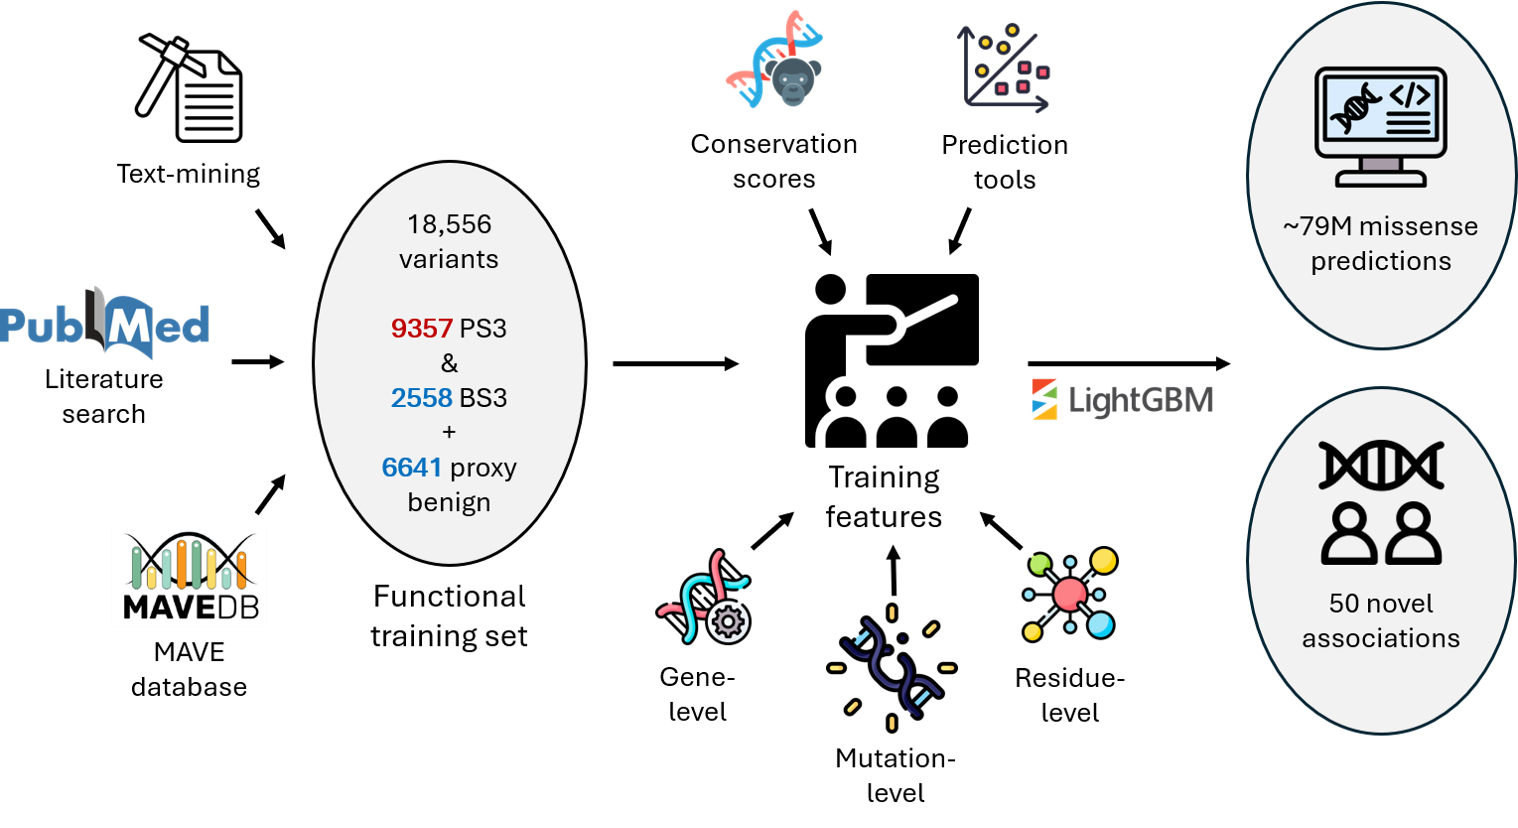 Text-mining
PubMed
Literature
search
MAVEDB
MAVE
database
18,556
variants
9357 PS3
&
2558 BS3
+
6641 proxy
benign
Functional
training set
Conservation
scores
Prediction
tools
Training
features
Gene-
level
Mutation-
level
Residue-
level
LightGBM
</>
~79M missense
predictions
50 novel
associations